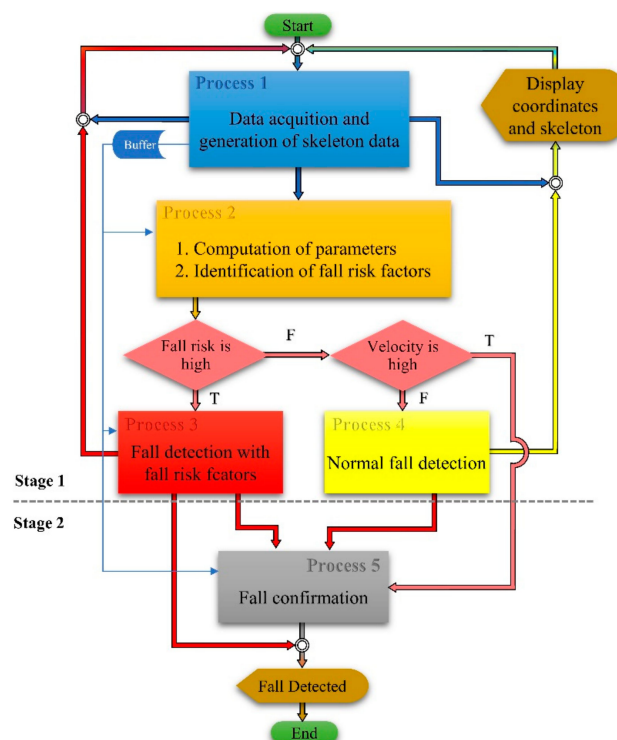 Start
Process 1
Data acquition and
generation of skeleton data
Display
coordinates
and skeleton
Buffer
Process 2
1. Computation of parameters
2. Identification of fall risk factors
Fall risk is
high
F
Velocity is
high
T
T
F
Process 3
Fall detection with
fall risk fcators
Process 4
Normal fall detection
Stage 1
Stage 2
Process 5
Fall confirmation
Fall Detected
End